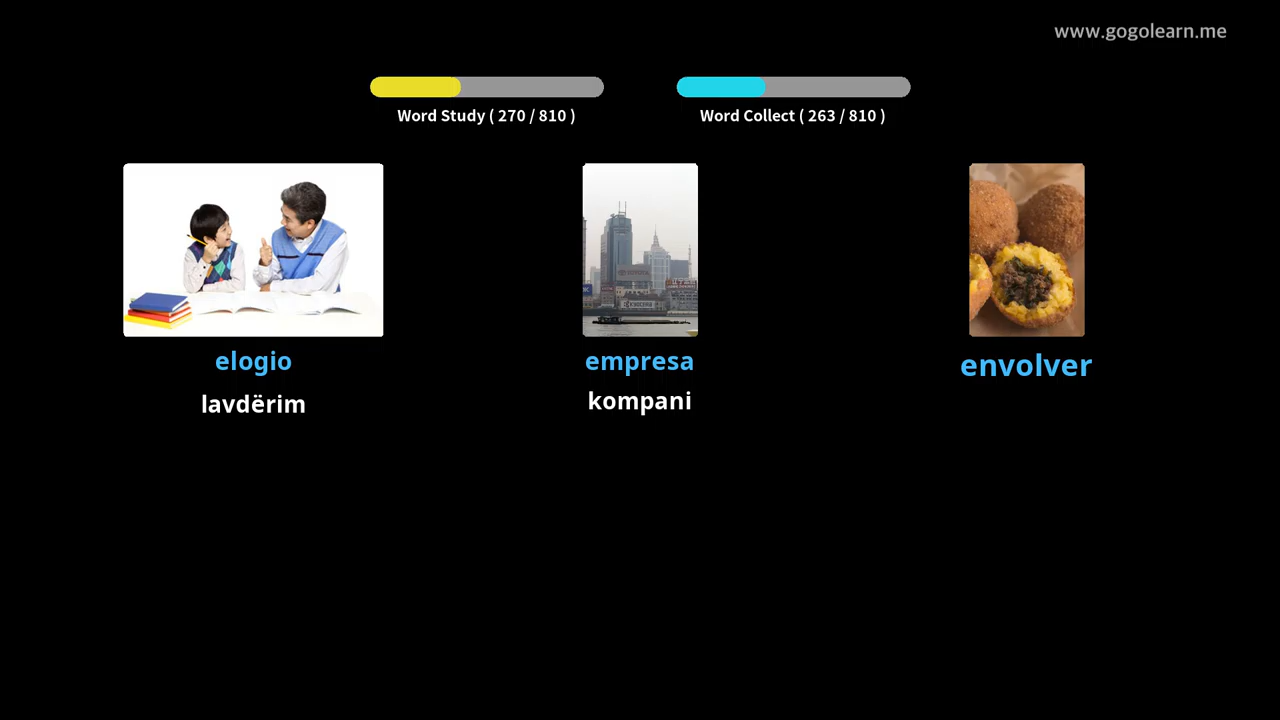 www.gogolearn.me
Word Study ( 270 / 810 )
Word Collect ( 263 / 810 )
elogio
empresa
envolver
lavdërim
kompani